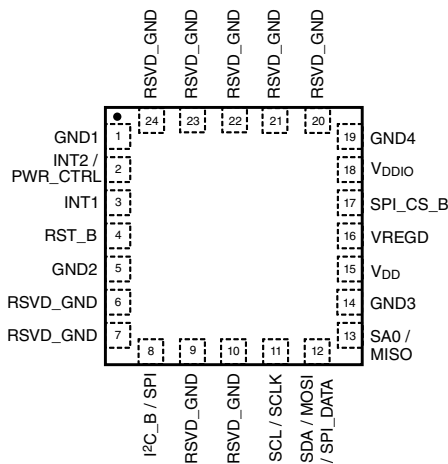 RSVD_GND
RSVD_GND
RSVD_GND
RSVD_GND
RSVD_GND
24
23
22
21
20
GND1
1
INT2 /
PWR_CTRL
2
INT1
3
RST_B
4
GND2
5
RSVD_GND
6
RSVD_GND
7
19
GND4
18
VDDIO
17
SPI_CS_B
16
VREGD
15
VDD
14
GND3
13
SA0 /
MISO
8
9
10
11
12
I²C_B / SPI
RSVD_GND
RSVD_GND
SCL / SCLK
SDA / MOSI
/ SPI_DATA